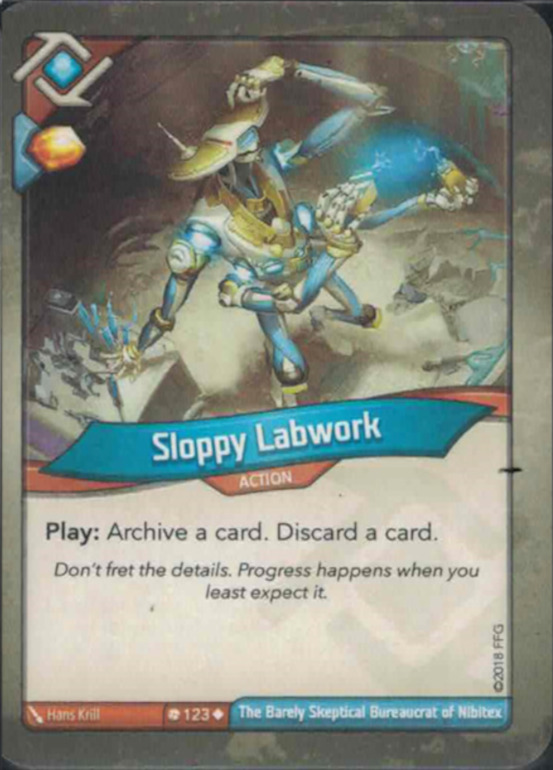 Sloppy Labwork
ACTION
Play: Archive a card. Discard a card.
Don't fret the details. Progress happens when you
least expect it.
©2018 FFG
Hans Krill
123
The Barely Skeptical Bureaucrat of Nibitex